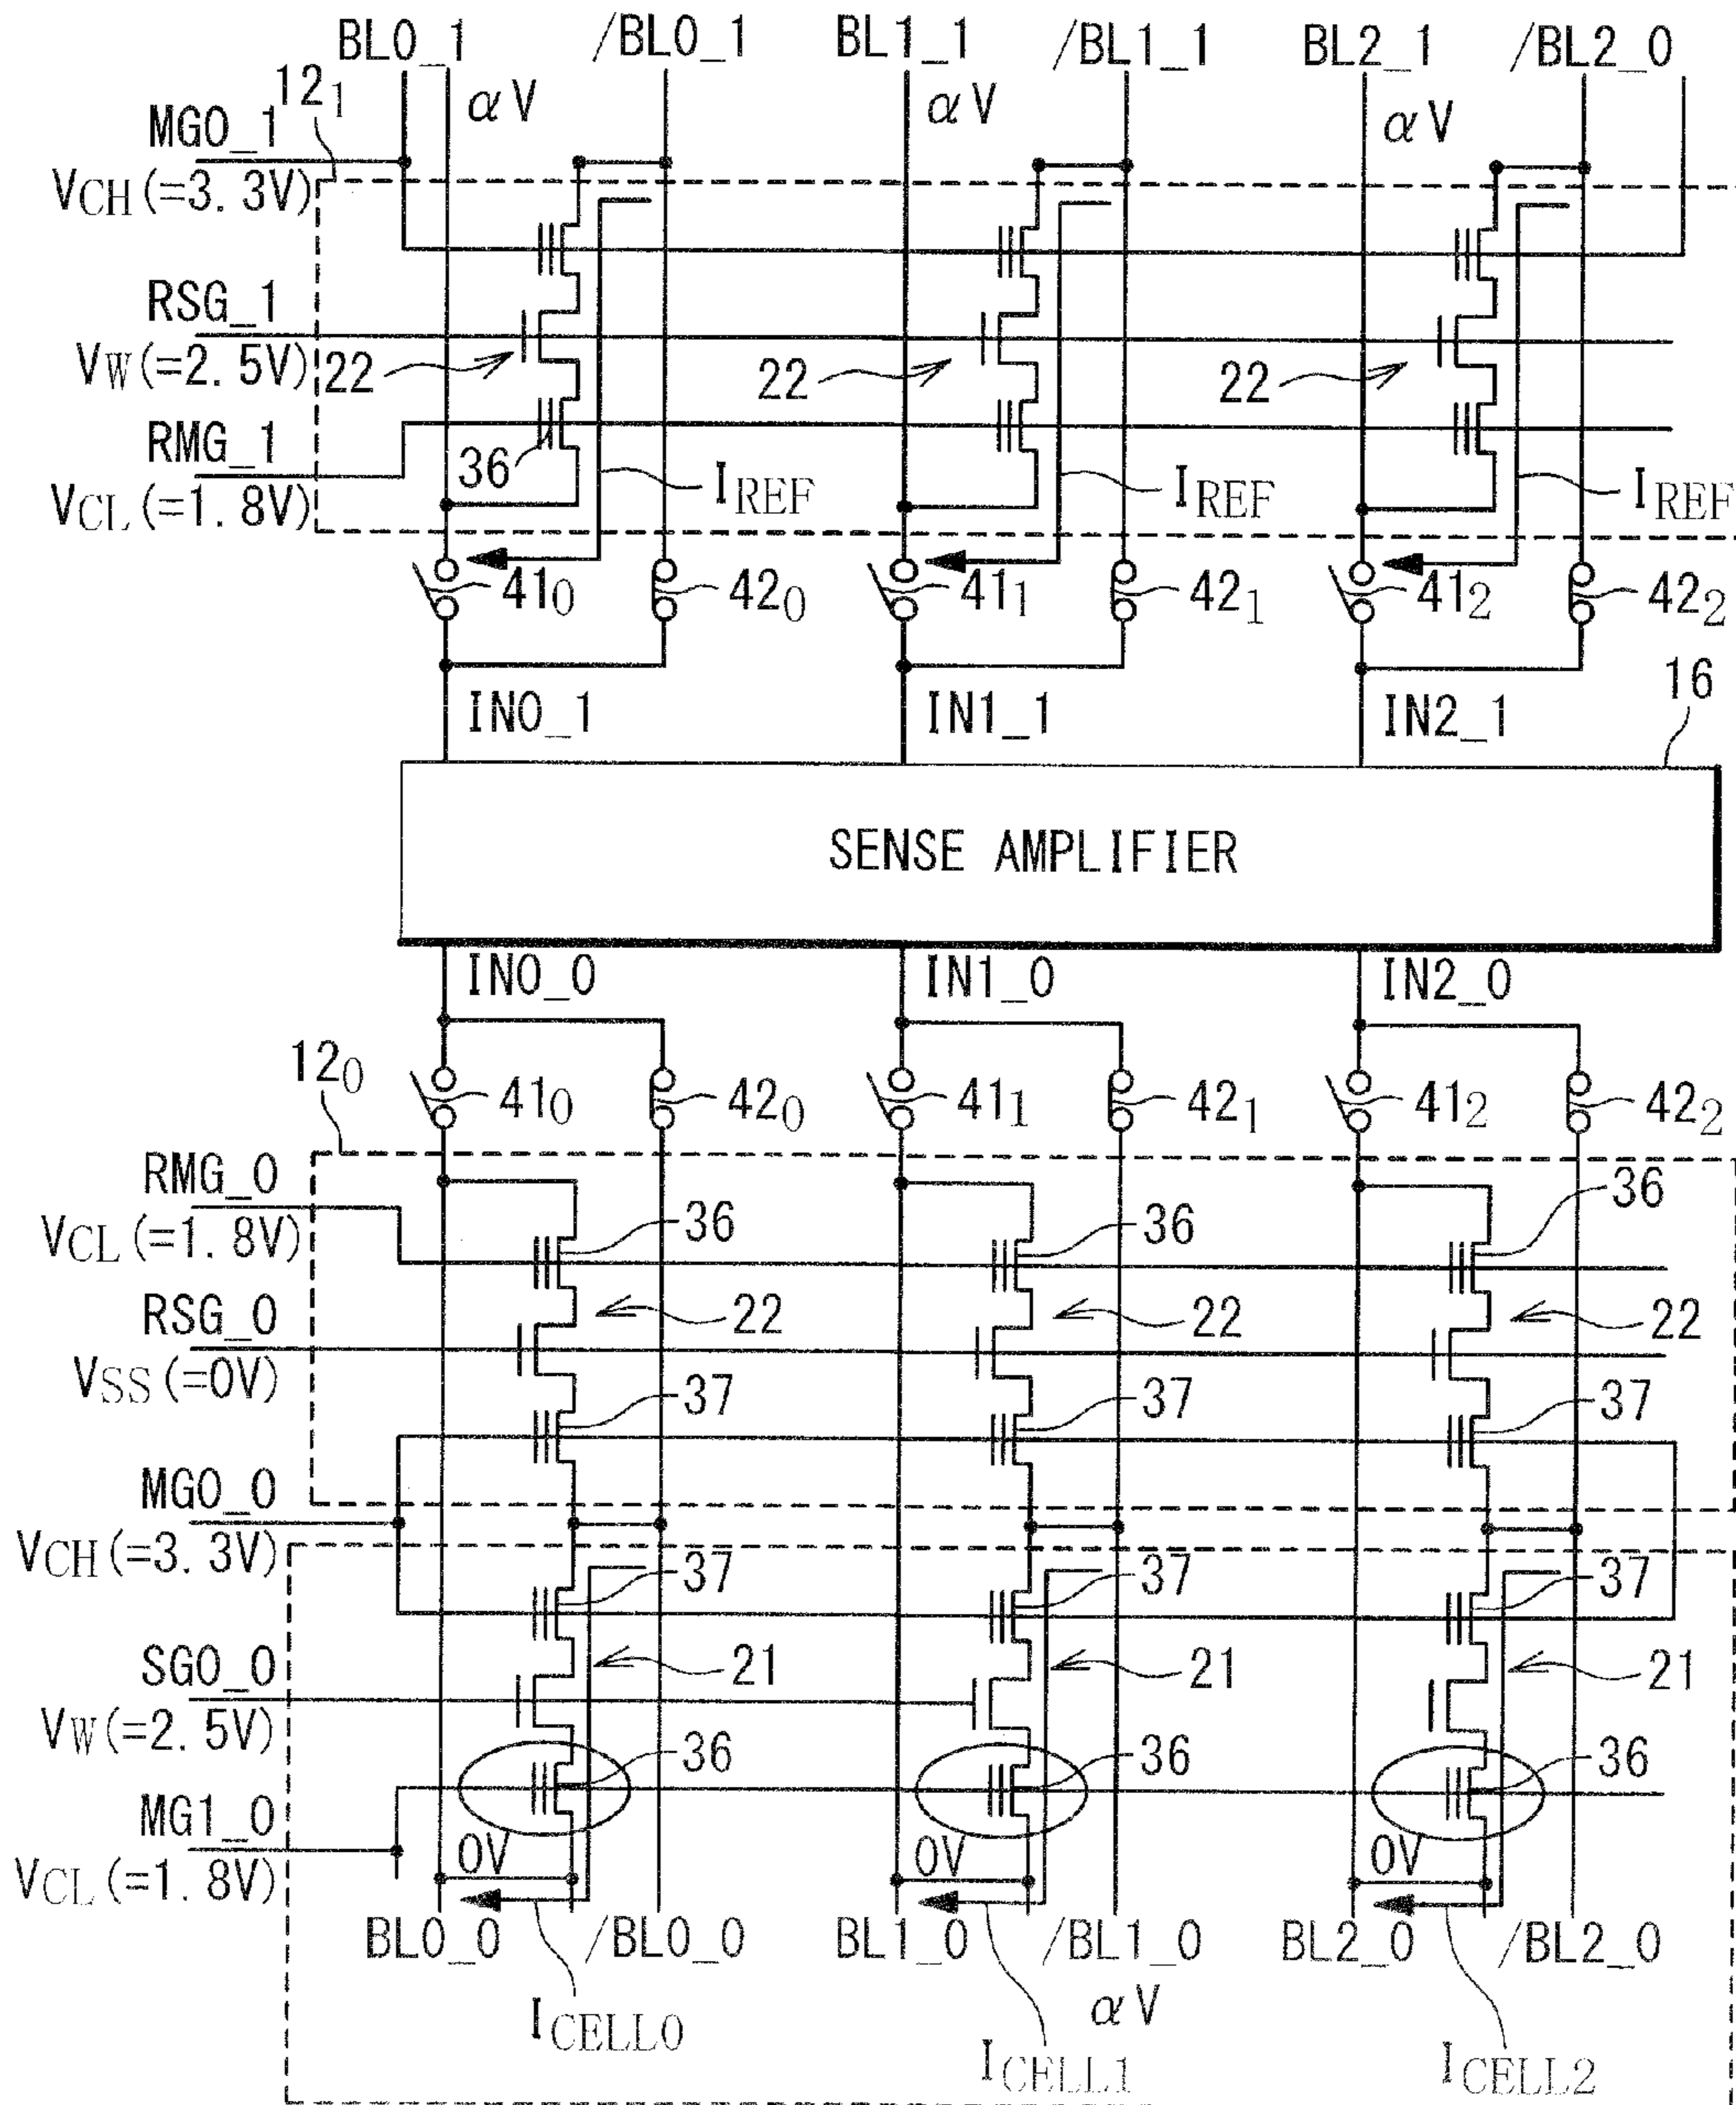 BL0_1 /BL0_1 BL1_1 /BL1_1 BL2_1 /BL2_0
12₁ αV αV αV
MG0_1
VCH(=3.3V)
RSG_1
VW(=2.5V) 22 22 22
RMG_1
36 IREF IREF IREF
VCL(=1.8V)
41₀ 42₀ 41₁ 42₁ 41₂ 42₂
IN0_1 IN1_1 IN2_1 16
SENSE AMPLIFIER
IN0_0 IN1_0 IN2_0
12₀ 41₀ 42₀ 41₁ 42₁ 41₂ 42₂
RMG_0 36 36 36
VCL(=1.8V)
RSG_0 22 22 22
VSS(=0V)
37 37 37
MG0_0
VCH(=3.3V) 37 37 37
SG0_0 21 21 21
VW(=2.5V) 36 36 36
MG1_0
0V 0V 0V
VCL(=1.8V)
BL0_0 /BL0_0 BL1_0 /BL1_0 BL2_0 /BL2_0
αV
ICELL0 ICELL1 ICELL2